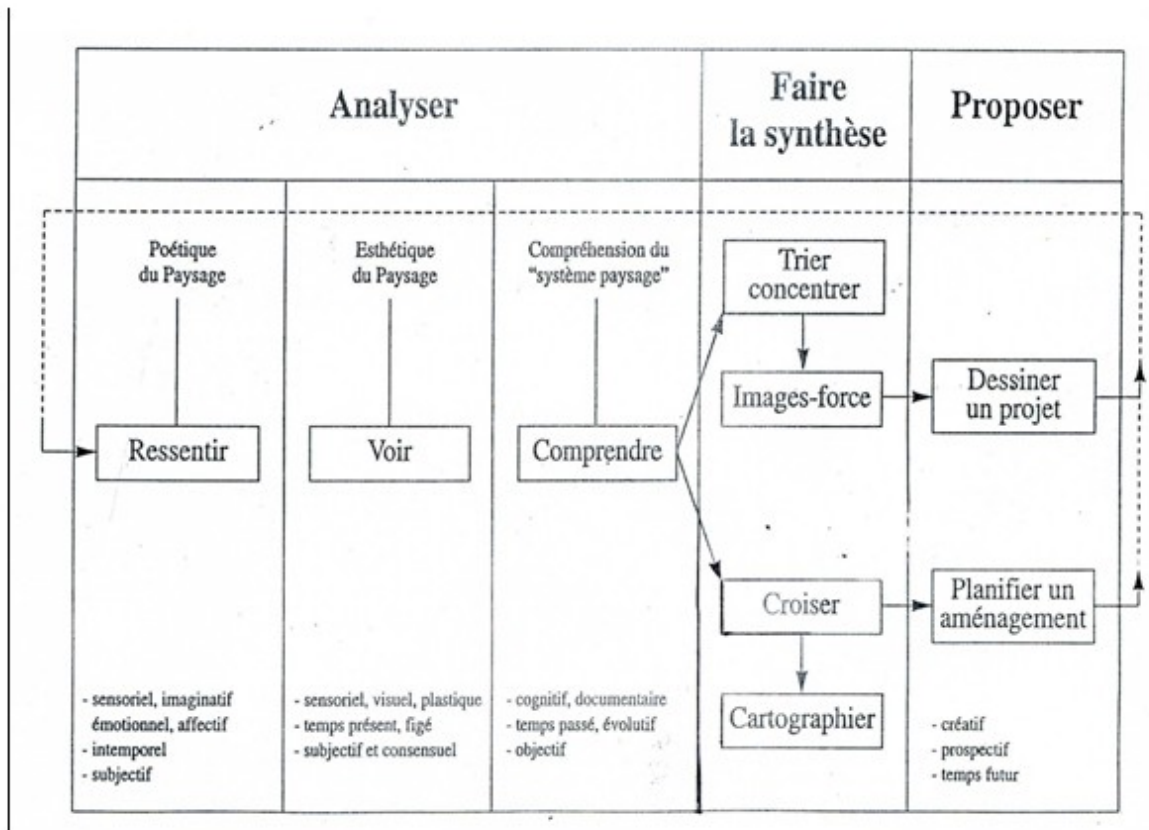 Analyser
Faire
la synthèse
Proposer
Poétique
du Paysage
Ressentir
- sensoriel, imaginatif
émotionnel, affectif
- intemporel
- subjectif
Esthétique
du Paysage
Voir
- sensoriel, visuel, plastique
- temps présent, figé
- subjectif et consensuel
Compréhension du
"système paysage"
Comprendre
- cognitif, documentaire
- temps passé, évolutif
- objectif
Trier
concentrer
Images-force
Croiser
Cartographier
Dessiner
un projet
Planifier un
aménagement
- créatif
- prospectif
- temps futur